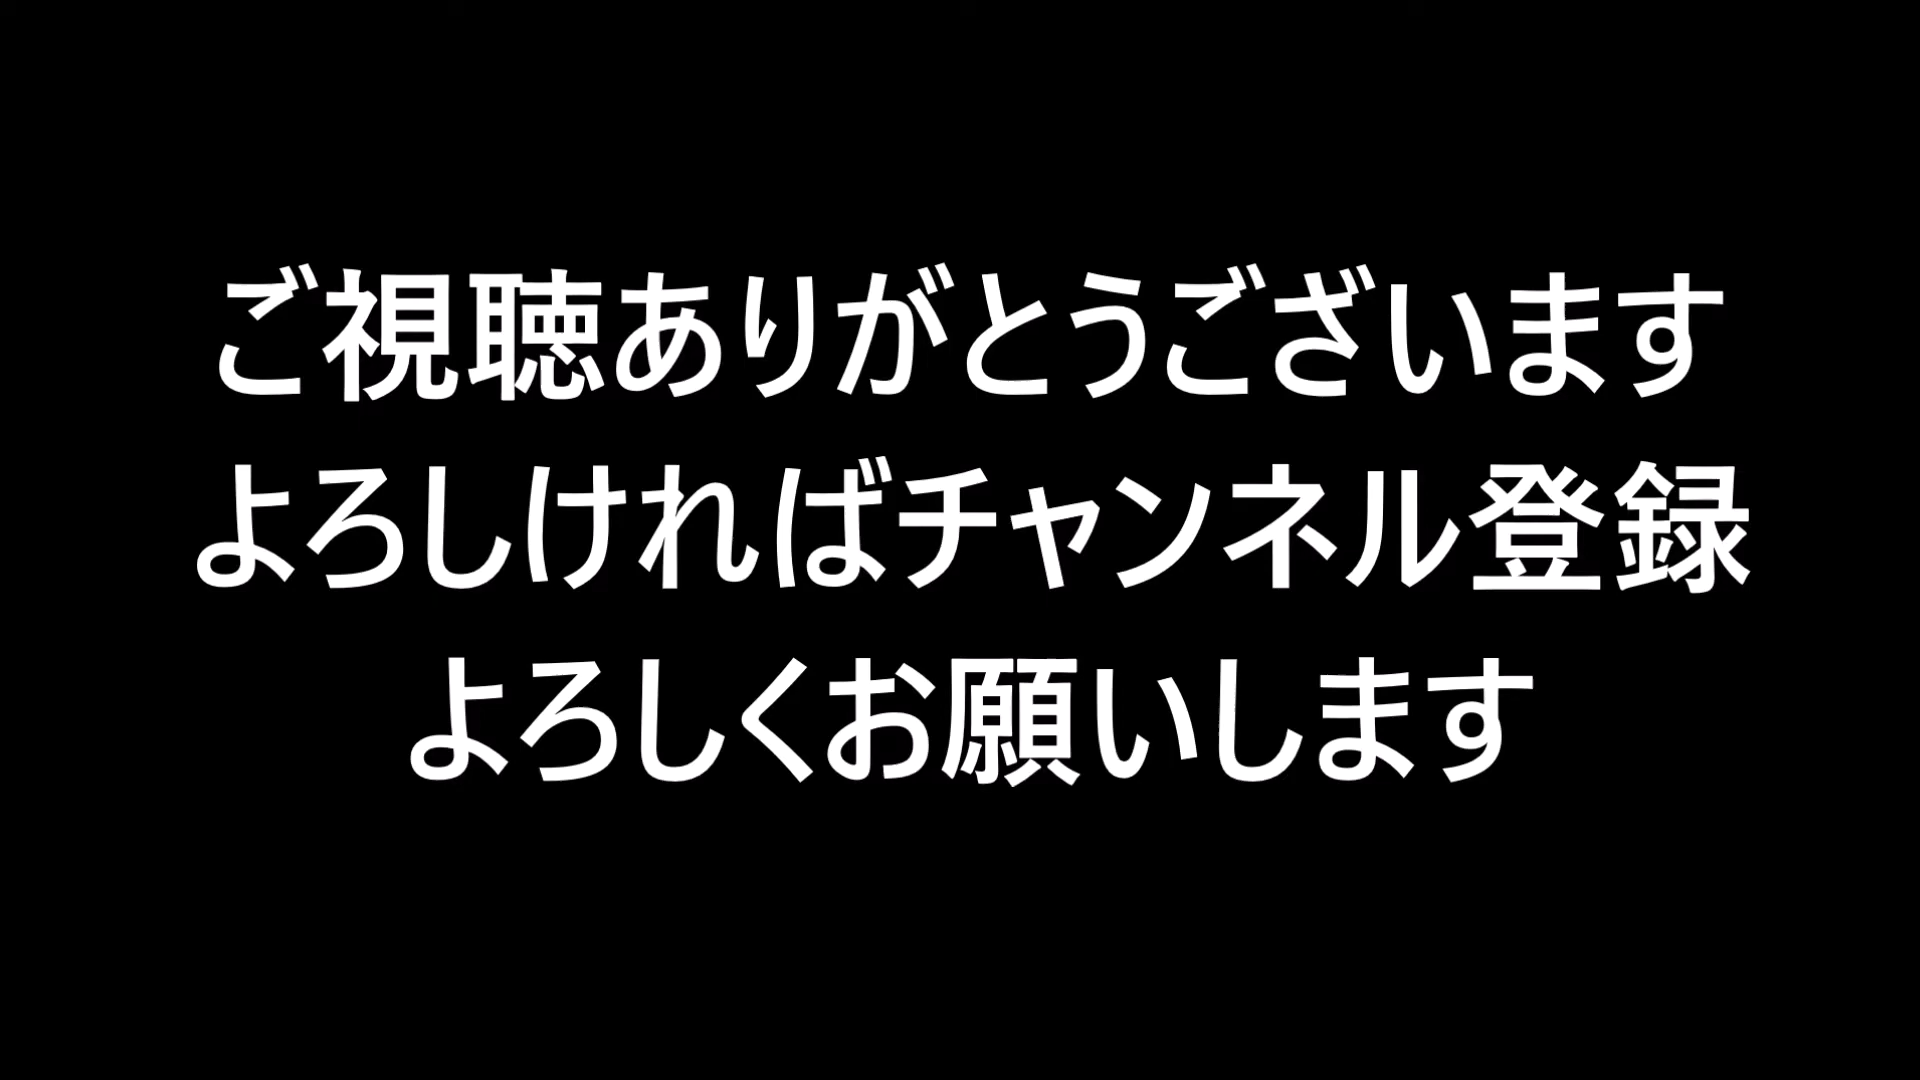 ご視聴ありがとうございます
よろしければチャンネル登録
よろしくお願いします